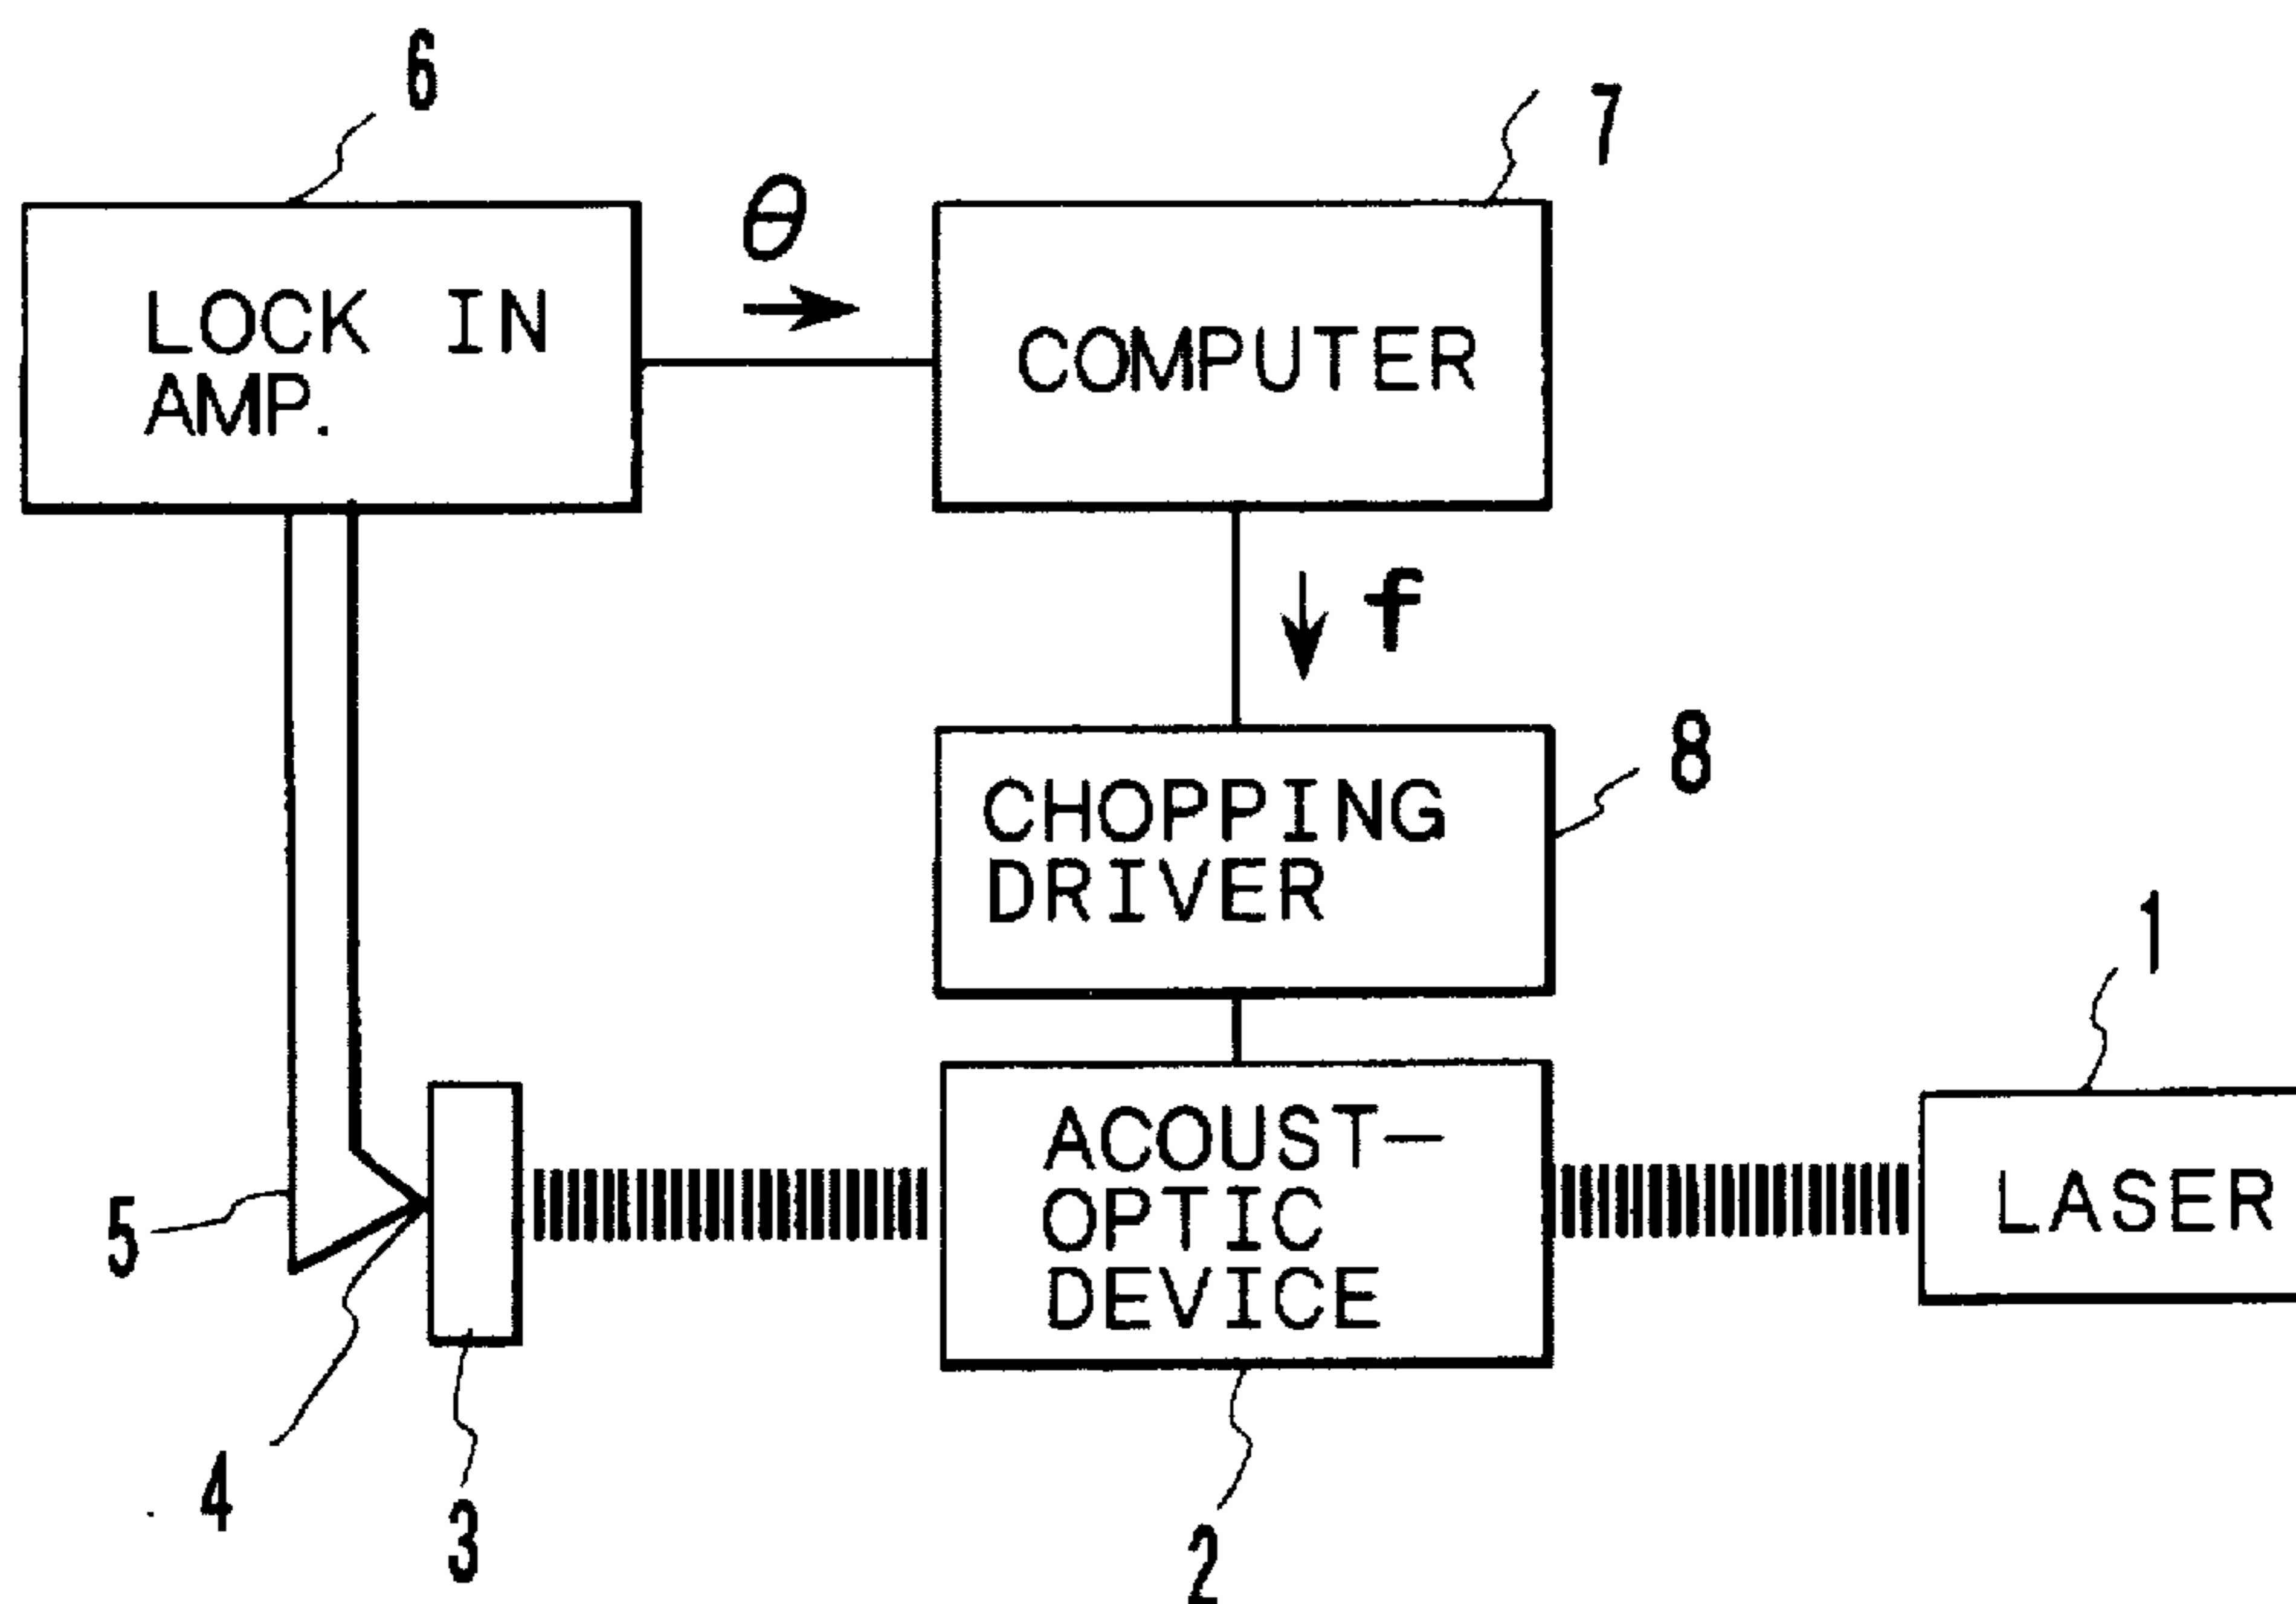 6
7
θ
LOCK IN
AMP.
COMPUTER
f
8
CHOPPING
DRIVER
1
ACOUST-
OPTIC
DEVICE
LASER
5
4
3
2